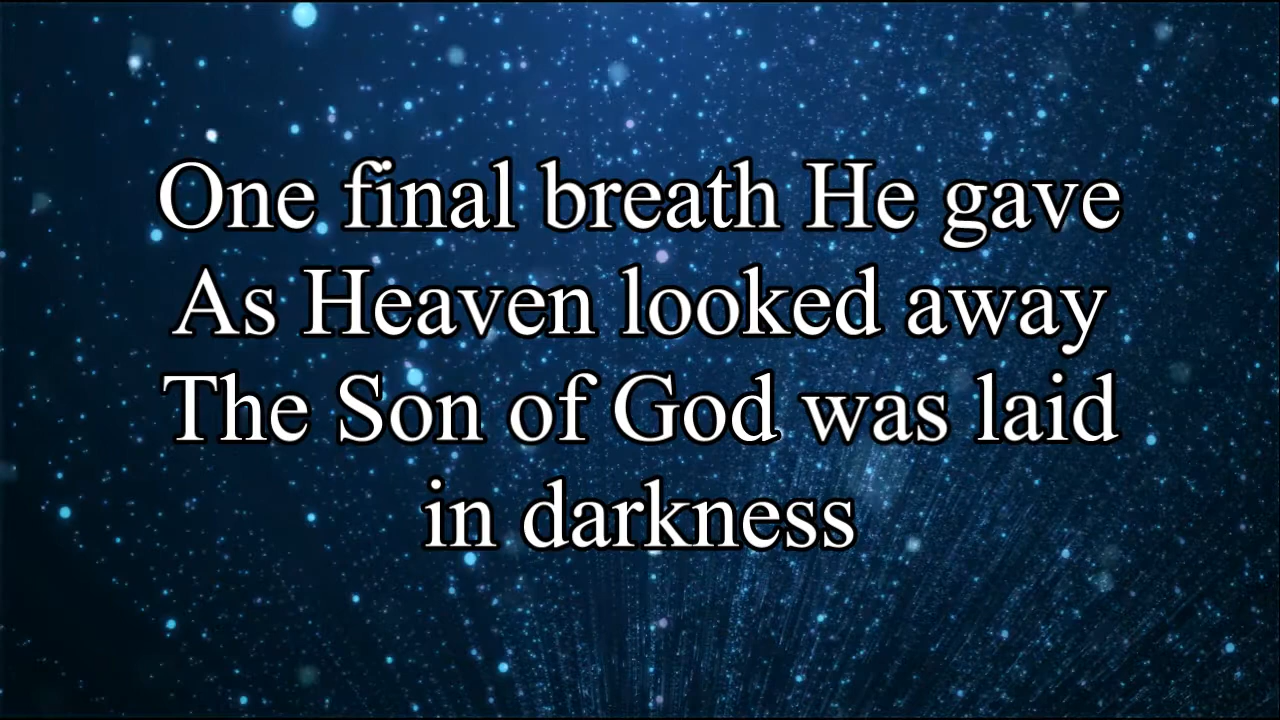 One final breath He gave
As Heaven looked away
The Son of God was laid
in darkness